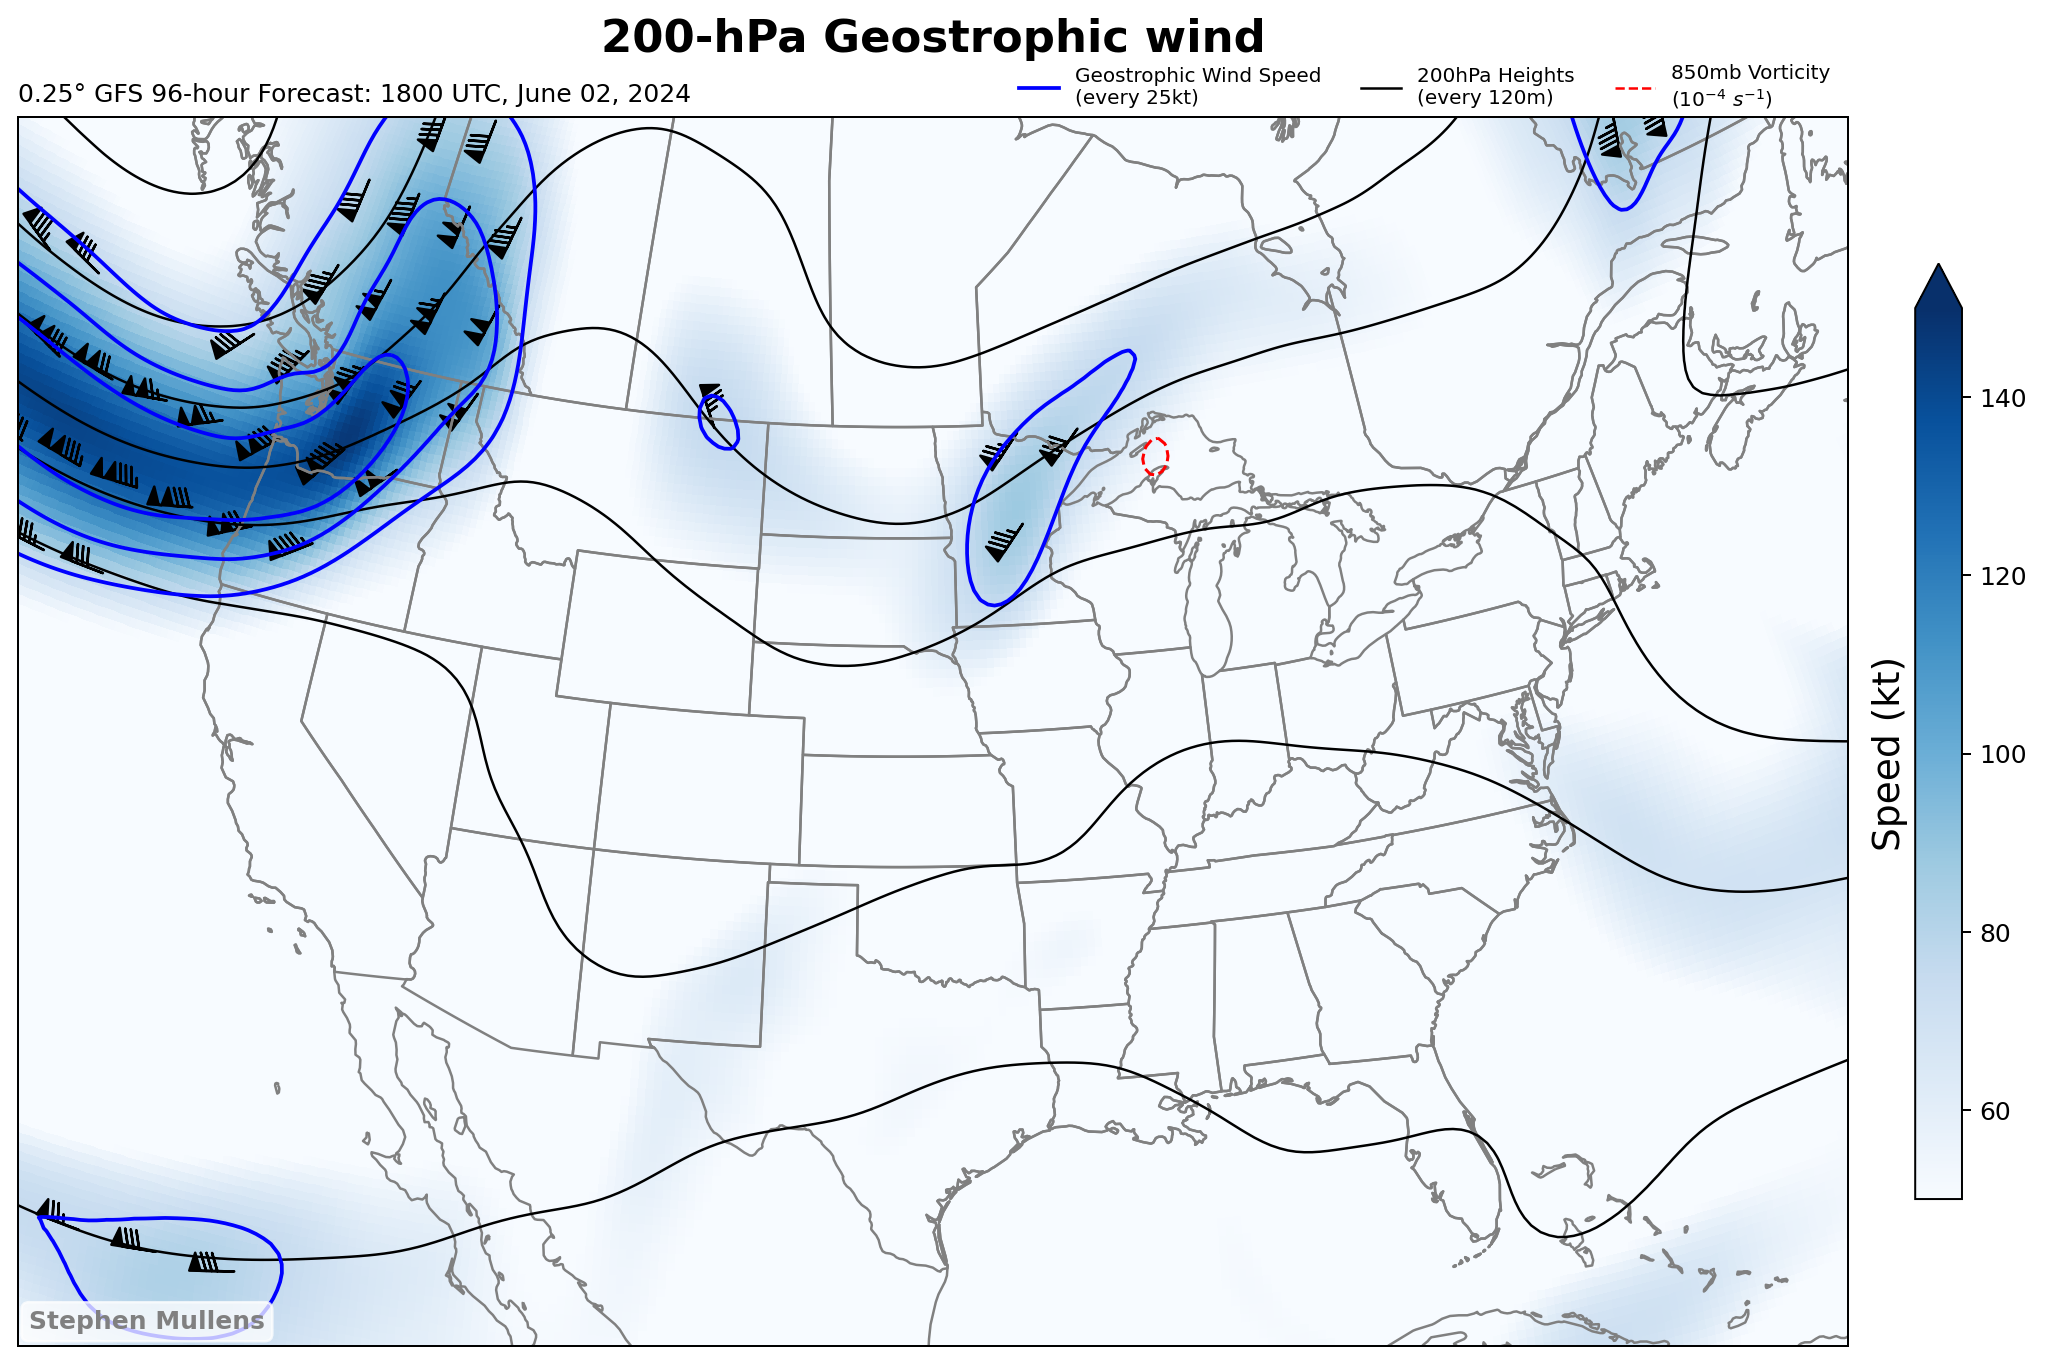 200-hPa Geostrophic wind
0.25° GFS 96-hour Forecast: 1800 UTC, June 02, 2024
Geostrophic Wind Speed
(every 25kt)
200hPa Heights
(every 120m)
850mb Vorticity
(10⁻⁴ s⁻¹)
140
120
100
80
60
Speed (kt)
Stephen Mullens